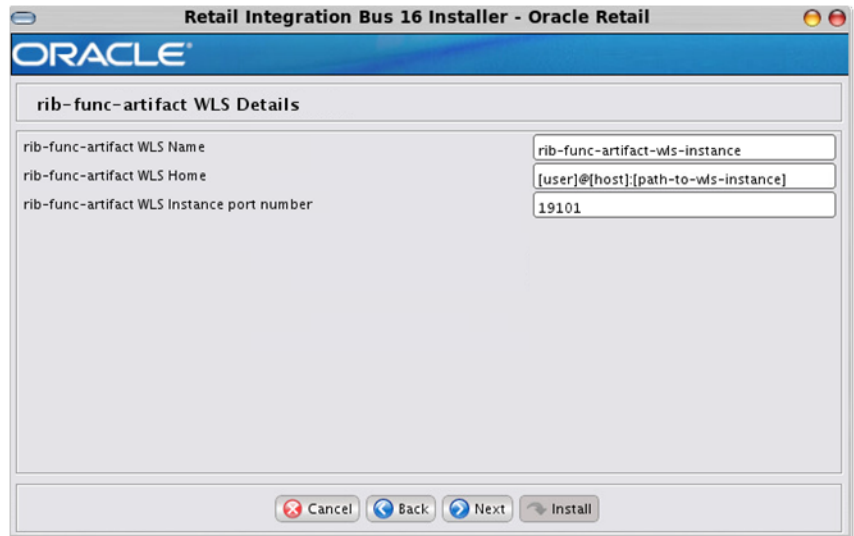 Retail Integration Bus 16 Installer - Oracle Retail
ORACLE®
rib-func-artifact WLS Details
rib-func-artifact WLS Name rib-func-artifact-wls-instance
rib-func-artifact WLS Home [user]@[host]:[path-to-wls-instance]
rib-func-artifact WLS Instance port number 19101
Cancel Back Next Install